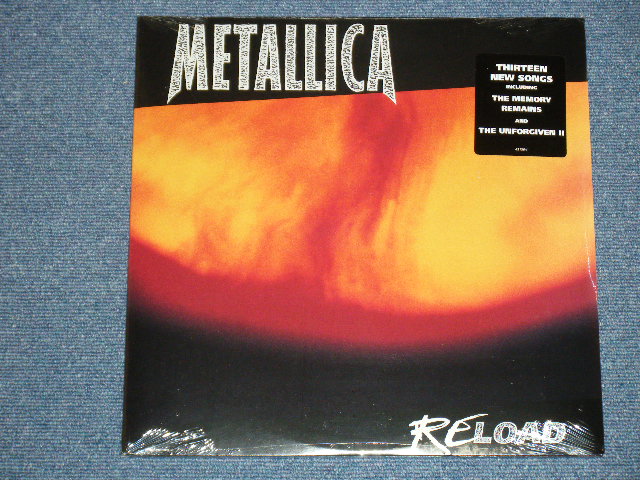 METALLICA
THIRTEEN
NEW SONGS
INCLUDING
THE MEMORY
REMAINS
AND
THE UNFORGIVEN II
RELOAD